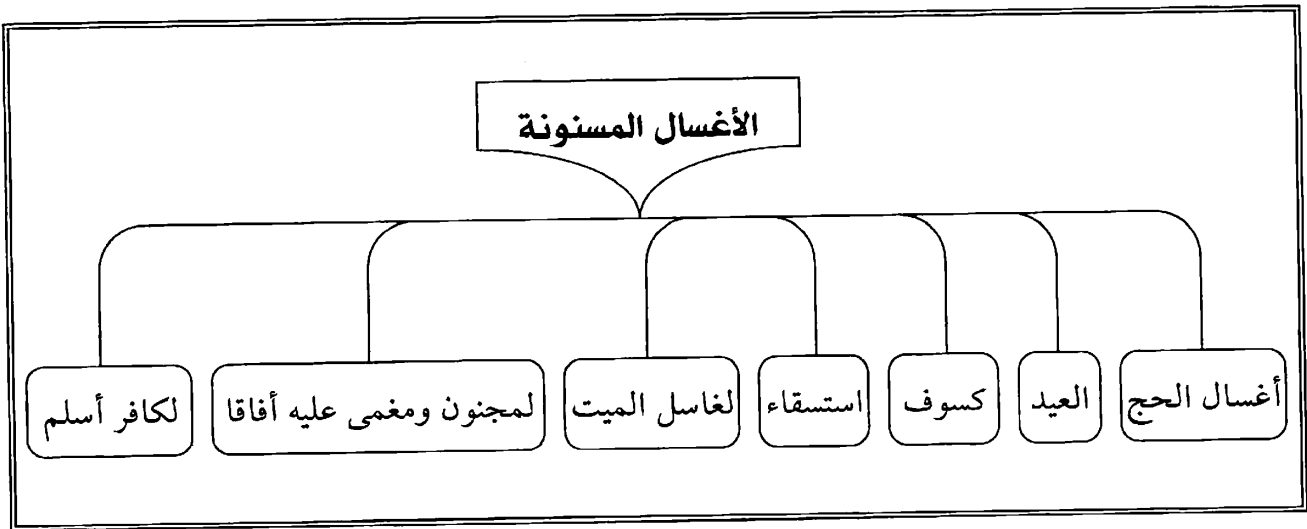 الأغسال المسنونة
أغسال الحج
العيد
كسوف
استسقاء
لغاسل الميت
لمجنون ومغمى عليه أفاقا
لكافر أسلم